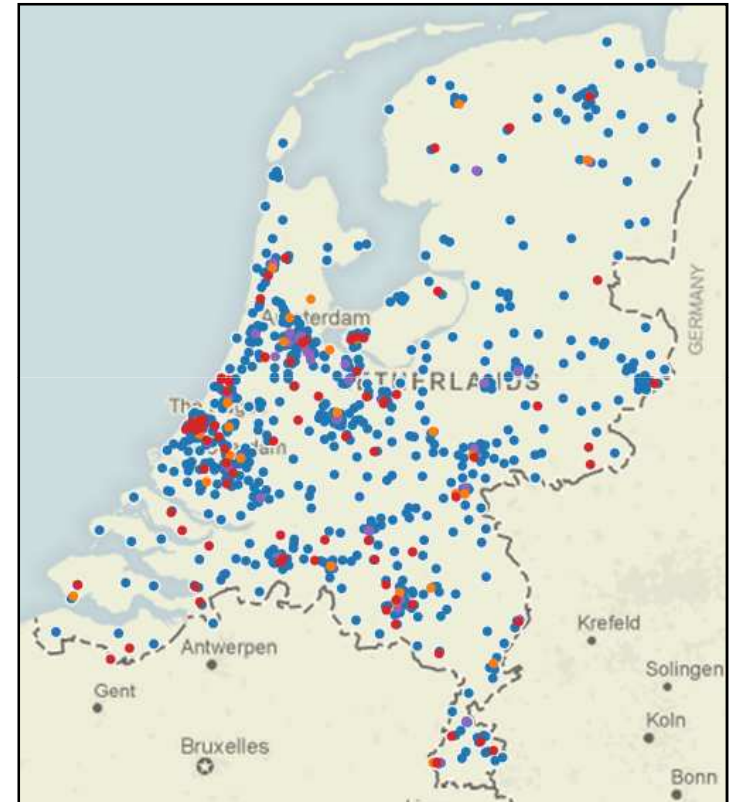 GERMANY
Amsterdam
NETHERLANDS
Krefeld
Antwerpen
Solingen
Gent
Koln
Bruxelles
Bonn